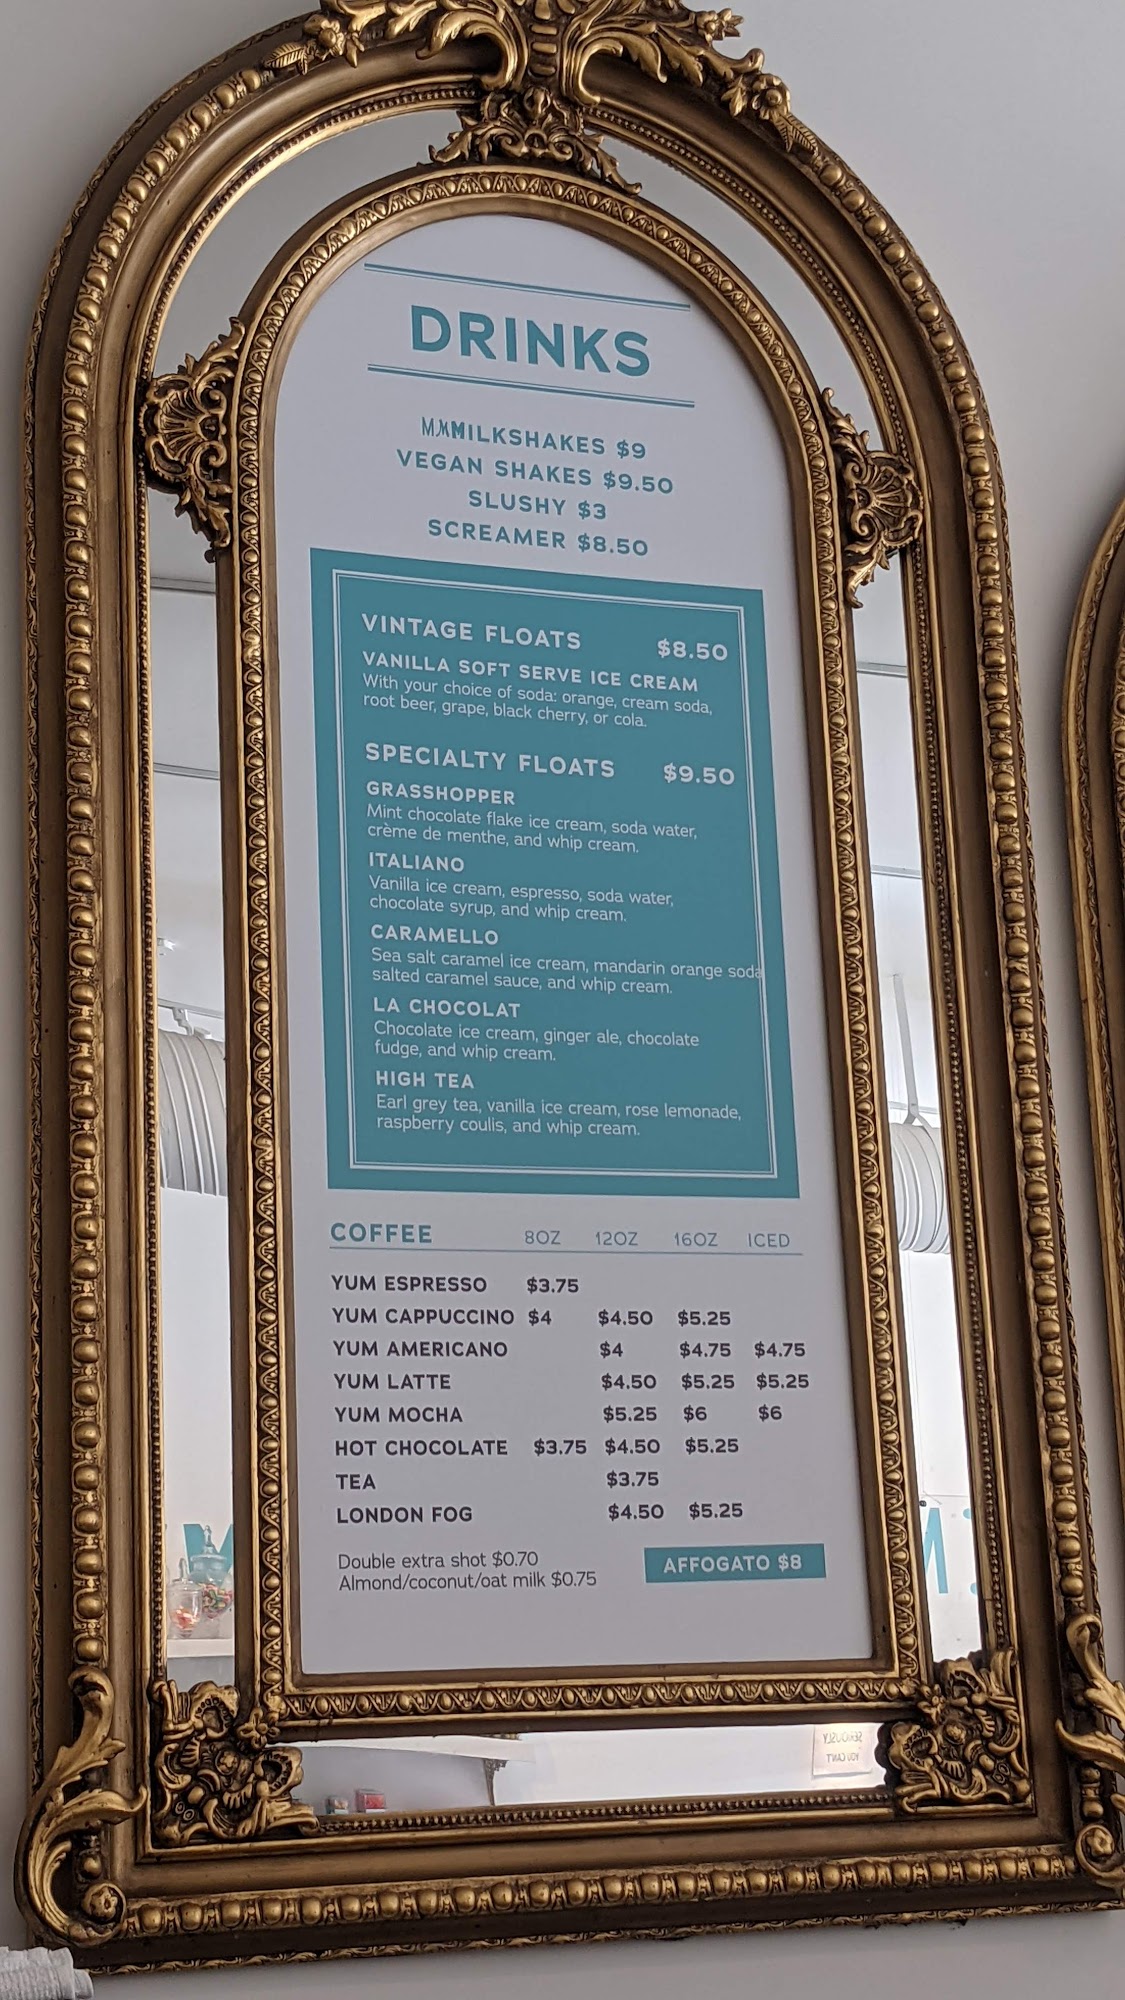 DRINKS
MMMILKSHAKES $9
VEGAN SHAKES $9.50
SLUSHY $3
SCREAMER $8.50
VINTAGE FLOATS $8.50
VANILLA SOFT SERVE ICE CREAM
With your choice of soda: orange, cream soda,
root beer, grape, black cherry, or cola.
SPECIALTY FLOATS $9.50
GRASSHOPPER
Mint chocolate flake ice cream, soda water,
crème de menthe, and whip cream.
ITALIANO
Vanilla ice cream, espresso, soda water,
chocolate syrup, and whip cream.
CARAMELLO
Sea salt caramel ice cream, mandarin orange soda
salted caramel sauce, and whip cream.
LA CHOCOLAT
Chocolate ice cream, ginger ale, chocolate
fudge, and whip cream.
HIGH TEA
Earl grey tea, vanilla ice cream, rose lemonade,
raspberry coulis, and whip cream.
COFFEE 8OZ 12OZ 16OZ ICED
YUM ESPRESSO $3.75
YUM CAPPUCCINO $4 $4.50 $5.25
YUM AMERICANO $4 $4.75 $4.75
YUM LATTE $4.50 $5.25 $5.25
YUM MOCHA $5.25 $6 $6
HOT CHOCOLATE $3.75 $4.50 $5.25
TEA $3.75
LONDON FOG $4.50 $5.25
Double extra shot $0.70
Almond/coconut/oat milk $0.75
AFFOGATO $8
SERIOUSLY
YOU CAN'T